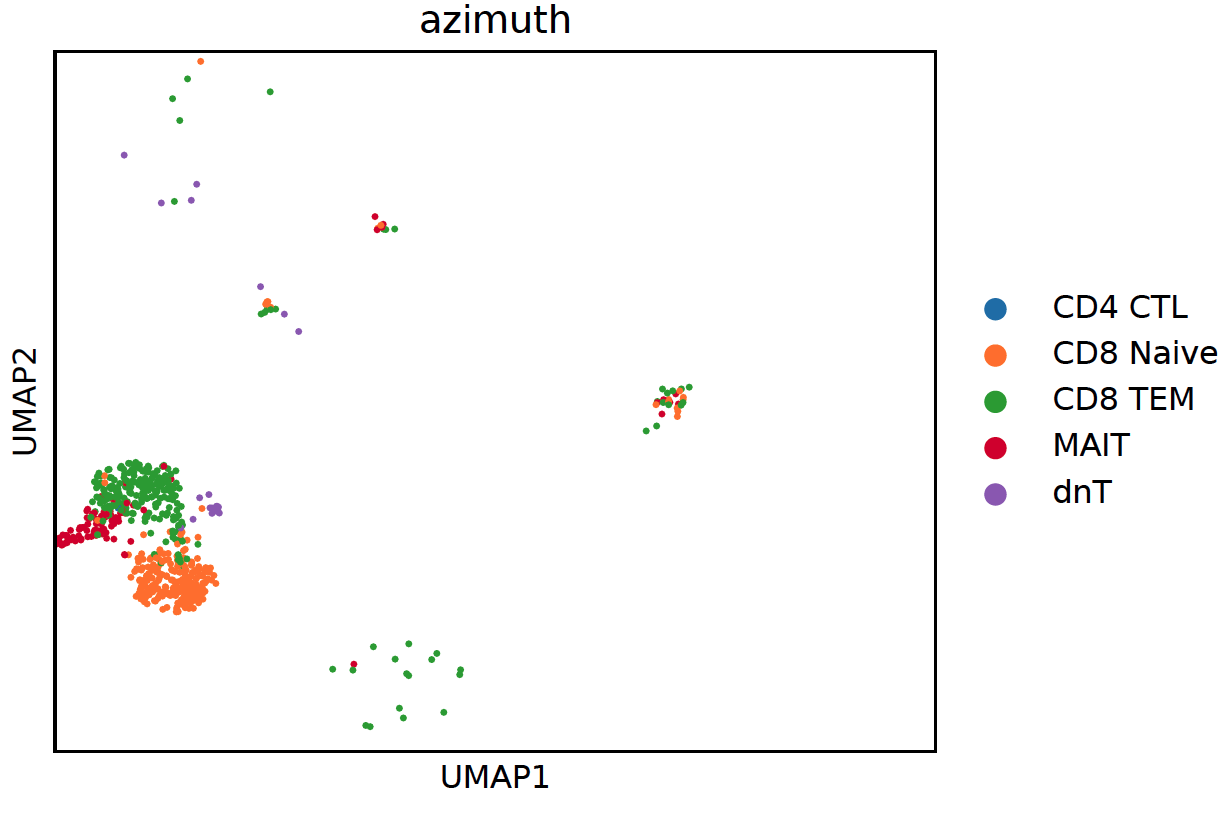 azimuth
UMAP2
UMAP1
CD4 CTL
CD8 Naive
CD8 TEM
MAIT
dnT